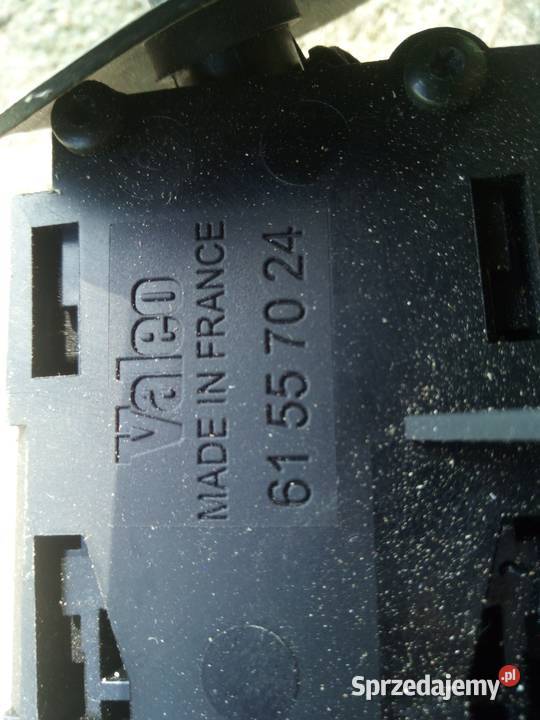 Valeo
MADE IN FRANCE
61 55 70 24
Sprzedajemy.pl